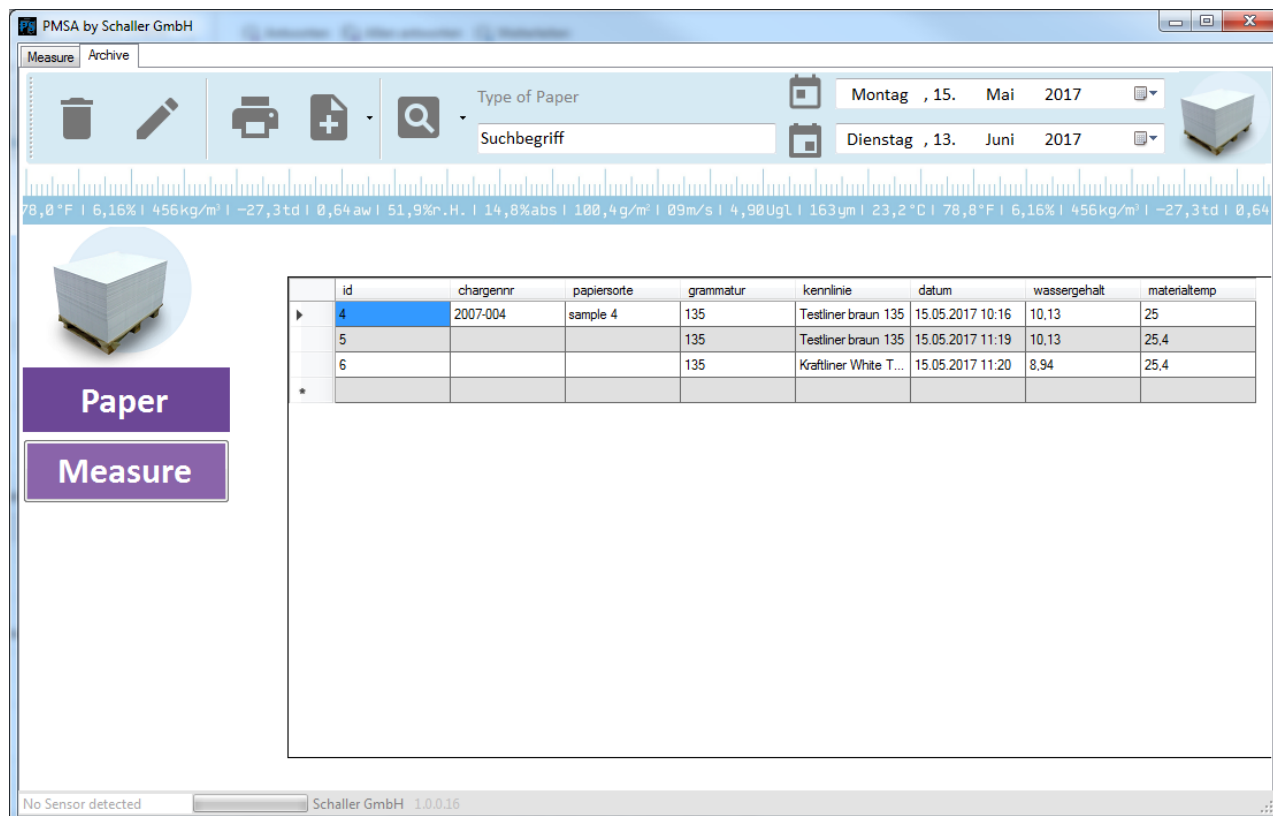 PMSA by Schaller GmbH
Measure Archive
Type of Paper
Suchbegriff
Montag , 15. Mai 2017
Dienstag , 13. Juni 2017
78,0°F | 6,16% | 456kg/m³ | -27,3td | 0,64aw | 51,9%r.H. | 14,8%abs | 100,4g/m² | 09m/s | 4,90Ugl | 163ym | 23,2°C | 78,8°F | 6,16% | 456kg/m³ | -27,3td | 0,64
Paper
Measure
id chargennr papiersorte grammatur kennlinie datum wassergehalt materialtemp
4 2007-004 sample 4 135 Testliner braun 135 15.05.2017 10:16 10,13 25
5 135 Testliner braun 135 15.05.2017 11:19 10,13 25,4
6 135 Kraftliner White T... 15.05.2017 11:20 8,94 25,4
No Sensor detected Schaller GmbH 1.0.0.16